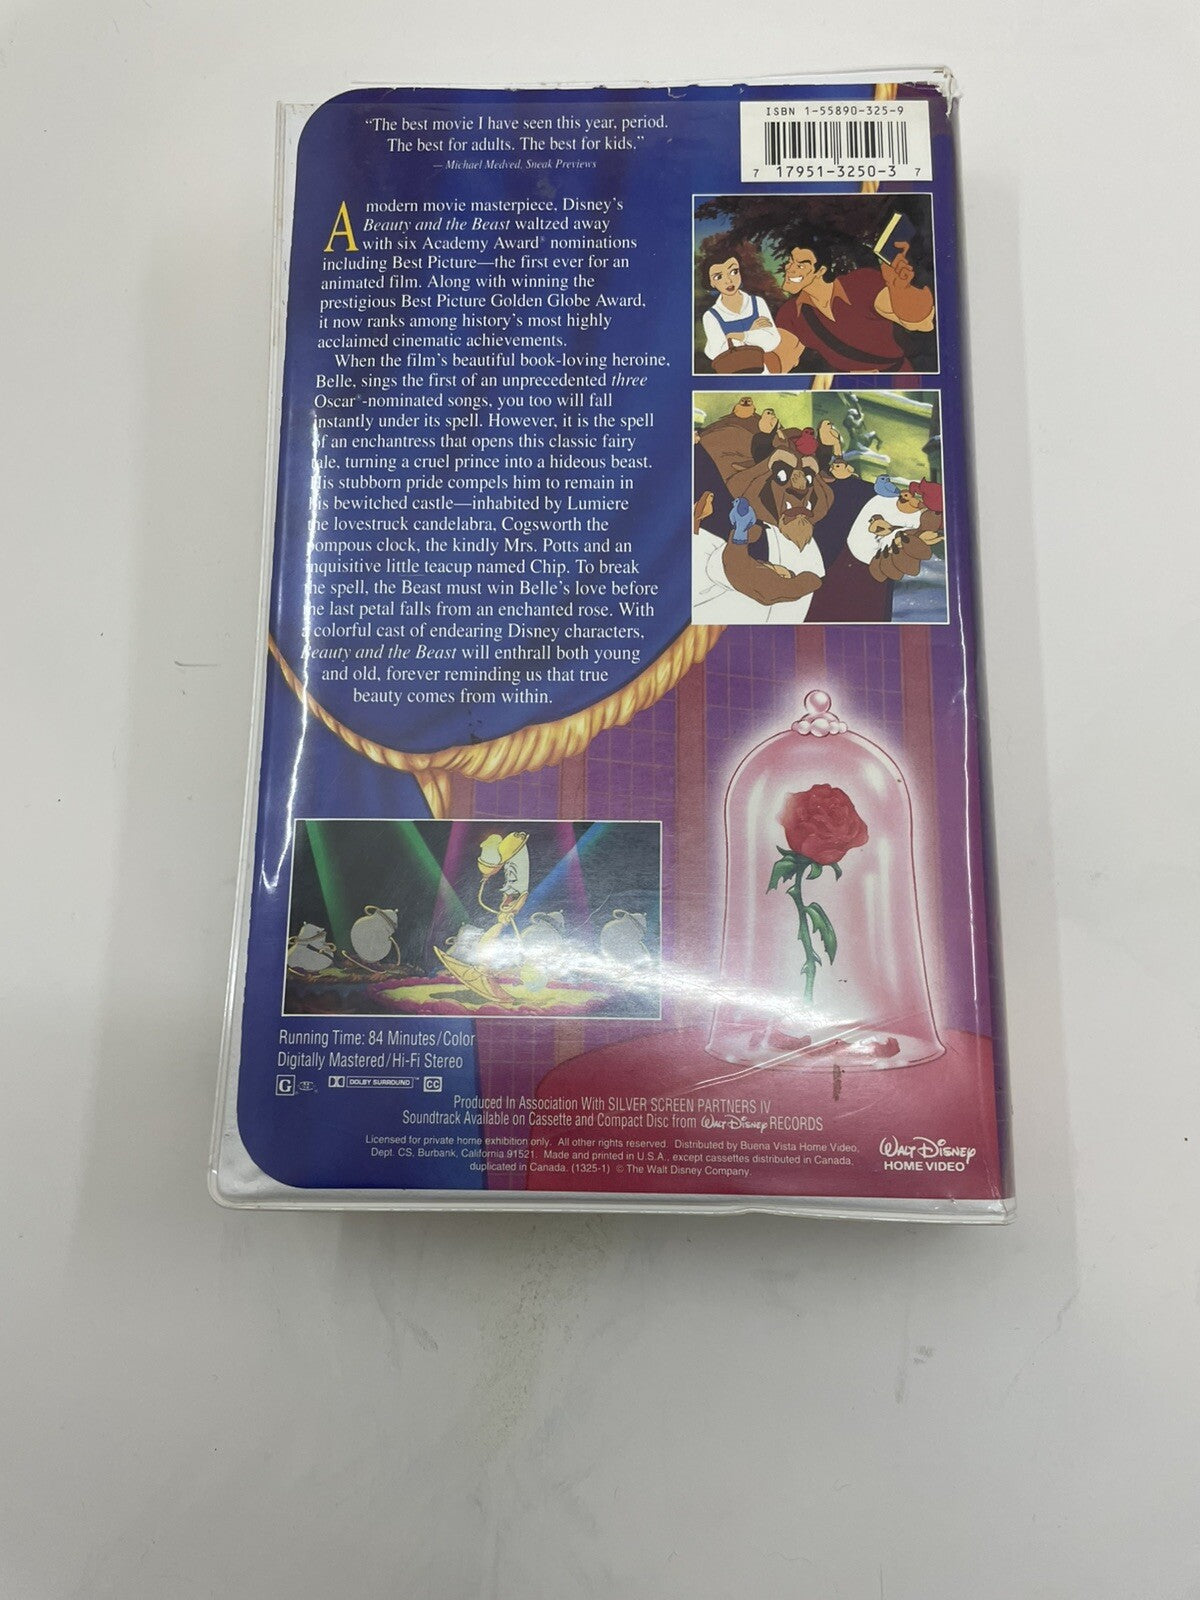 "The best movie I have seen this year, period.
The best for adults. The best for kids."
— Michael Medved, Sneak Previews
ISBN 1-55890-325-9
7 17951-3250-3 7
A modern movie masterpiece, Disney's
Beauty and the Beast waltzed away
with six Academy Award® nominations
including Best Picture—the first ever for an
animated film. Along with winning the
prestigious Best Picture Golden Globe Award,
it now ranks among history's most highly
acclaimed cinematic achievements.
When the film's beautiful book-loving heroine,
Belle, sings the first of an unprecedented three
Oscar®-nominated songs, you too will fall
instantly under its spell. However, it is the spell
of an enchantress that opens this classic fairy
tale, turning a cruel prince into a hideous beast.
His stubborn pride compels him to remain in
his bewitched castle—inhabited by Lumiere
the lovestruck candelabra, Cogsworth the
pompous clock, the kindly Mrs. Potts and an
inquisitive little teacup named Chip. To break
the spell, the Beast must win Belle's love before
the last petal falls from an enchanted rose. With
a colorful cast of endearing Disney characters,
Beauty and the Beast will enthrall both young
and old, forever reminding us that true
beauty comes from within.
Running Time: 84 Minutes/Color
Digitally Mastered/Hi-Fi Stereo
G DOLBY SURROUND™ CC
Produced In Association With SILVER SCREEN PARTNERS IV
Soundtrack Available on Cassette and Compact Disc from Walt Disney RECORDS
Licensed for private home exhibition only. All other rights reserved. Distributed by Buena Vista Home Video,
Dept. CS, Burbank, California 91521. Made and printed in U.S.A., except cassettes distributed in Canada,
duplicated in Canada. (1325-1) © The Walt Disney Company.
Walt Disney
HOME VIDEO